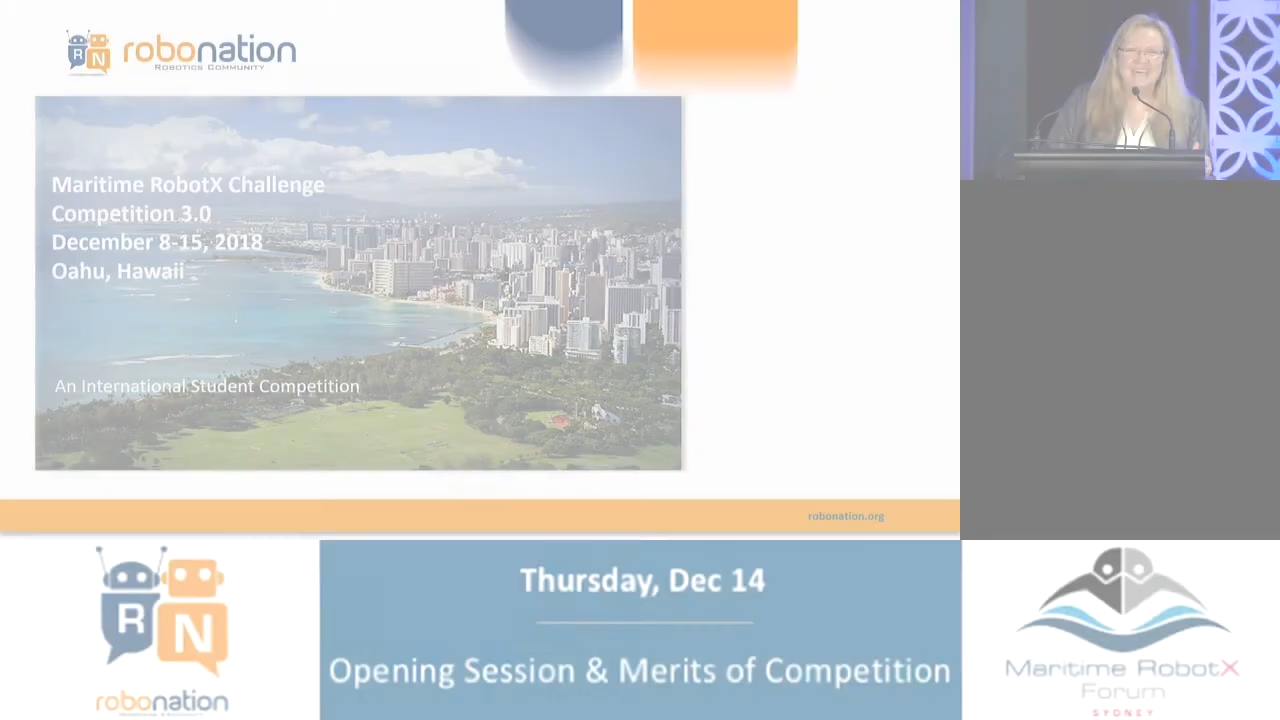 R N robonation
ROBOTICS COMMUNITY
Maritime RobotX Challenge
Competition 3.0
December 8-15, 2018
Oahu, Hawaii
An International Student Competition
robonation.org
R
N
robonation
Thursday, Dec 14
Opening Session & Merits of Competition
Maritime RobotX
Forum
SYDNEY